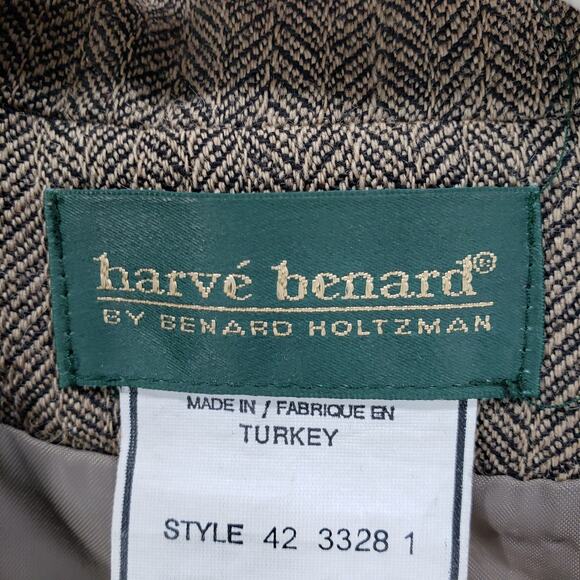 harvé benard®
BY BENARD HOLTZMAN
MADE IN / FABRIQUE EN
TURKEY
STYLE 42 3328 1